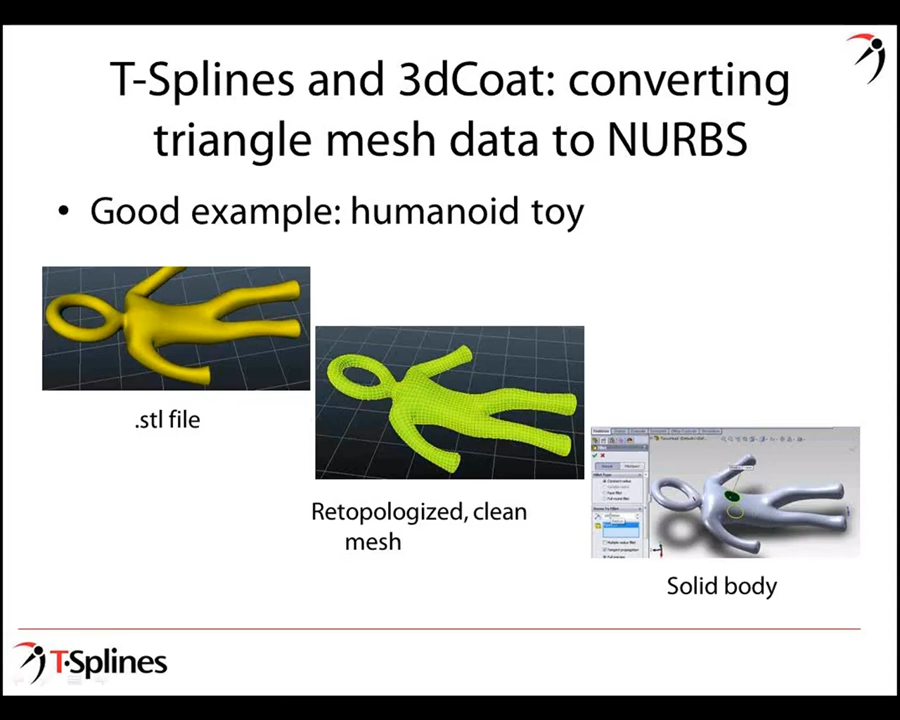 T-Splines and 3dCoat: converting
triangle mesh data to NURBS
• Good example: humanoid toy
.stl file
Retopologized, clean
mesh
Solid body
T-Splines